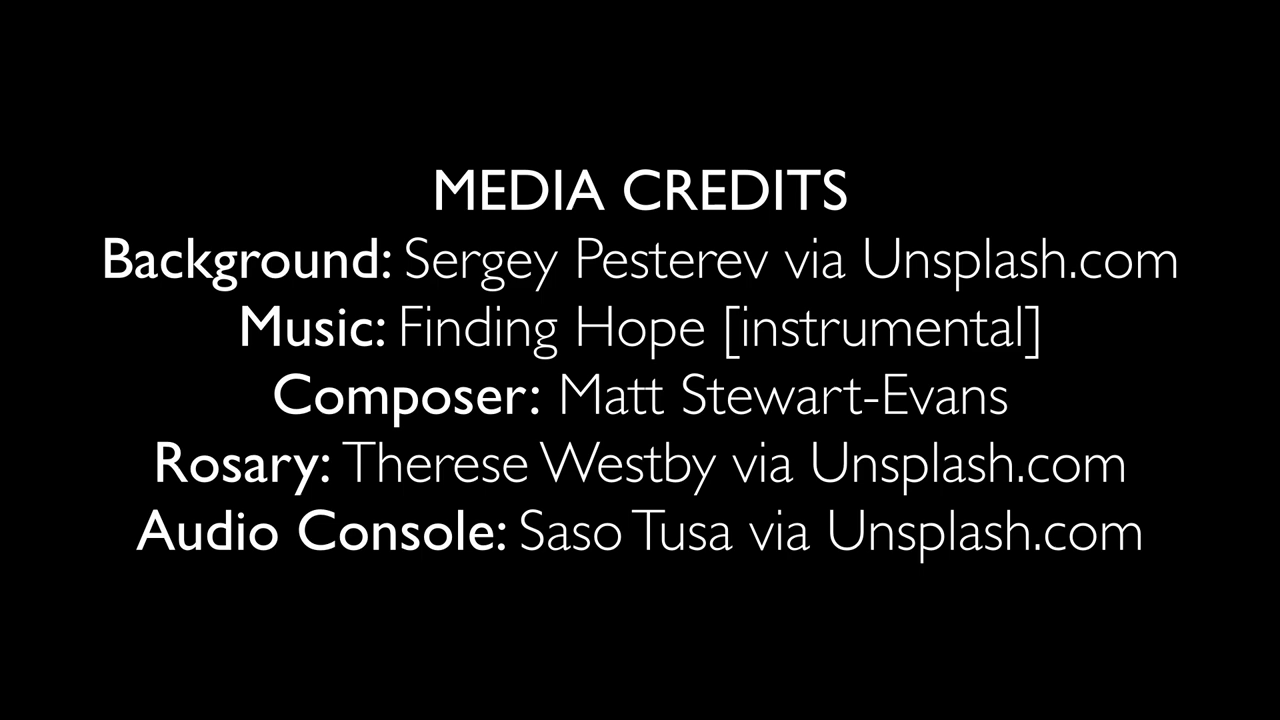 MEDIA CREDITS
Background: Sergey Pesterev via Unsplash.com
Music: Finding Hope [instrumental]
Composer: Matt Stewart-Evans
Rosary: Therese Westby via Unsplash.com
Audio Console: Saso Tusa via Unsplash.com